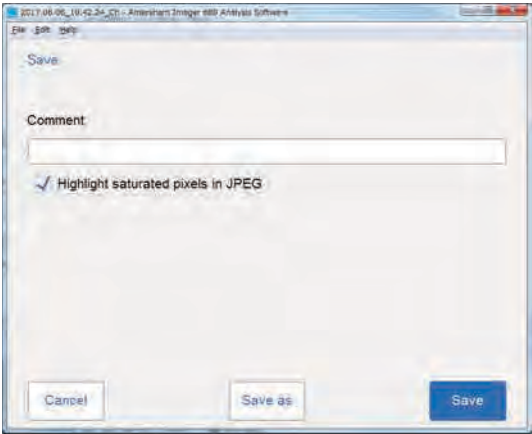 2017.06.06_10.42.24_Ch - Amersham Imager 680 Analysis Software
File Edit Help
Save
Comment
Highlight saturated pixels in JPEG
Cancel
Save as
Save